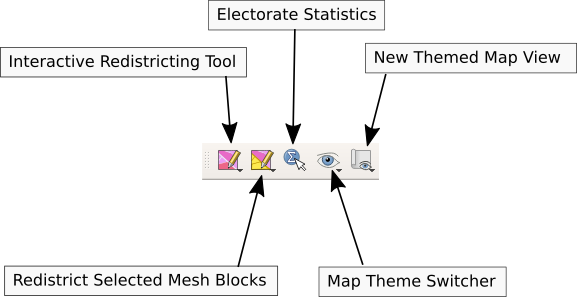 Electorate Statistics
Interactive Redistricting Tool
New Themed Map View
Redistrict Selected Mesh Blocks
Map Theme Switcher